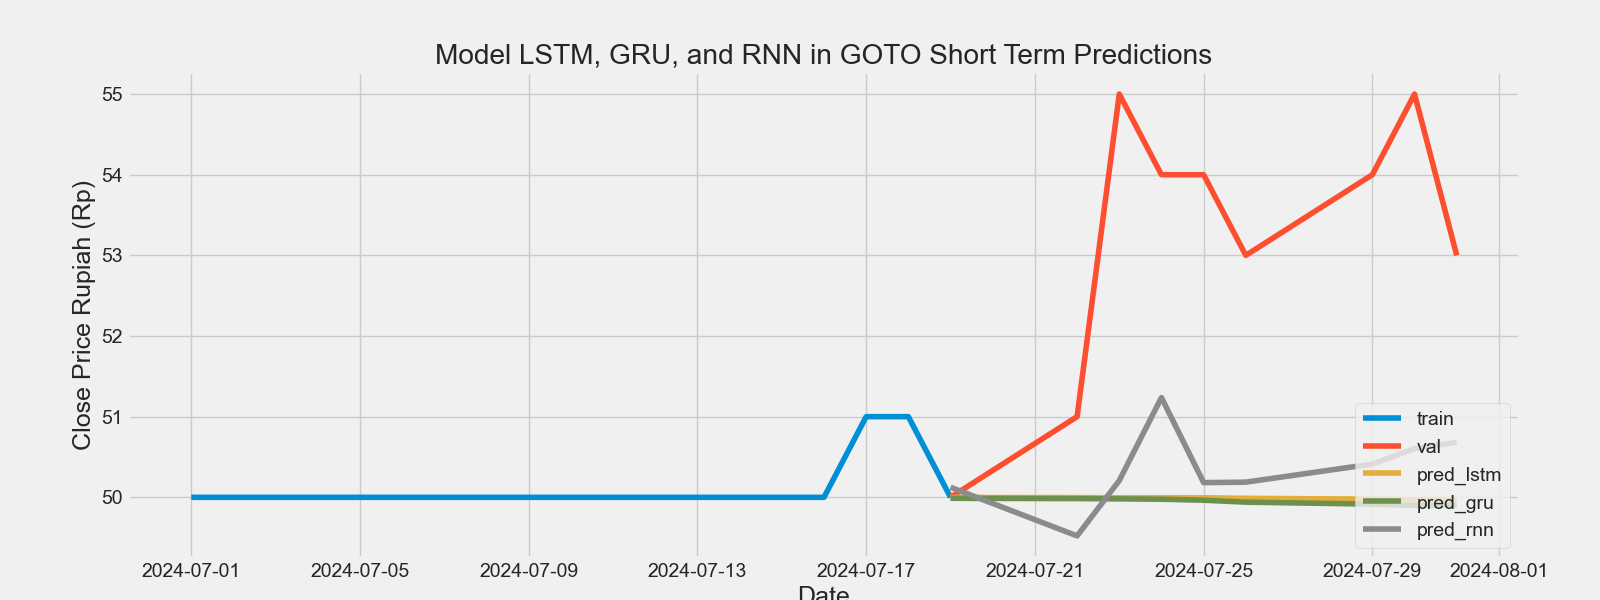 Model LSTM, GRU, and RNN in GOTO Short Term Predictions
Close Price Rupiah (Rp)
55
54
53
52
51
50
train
val
pred_lstm
pred_gru
pred_rnn
2024-07-01 2024-07-05 2024-07-09 2024-07-13 2024-07-17 2024-07-21 2024-07-25 2024-07-29 2024-08-01
Date